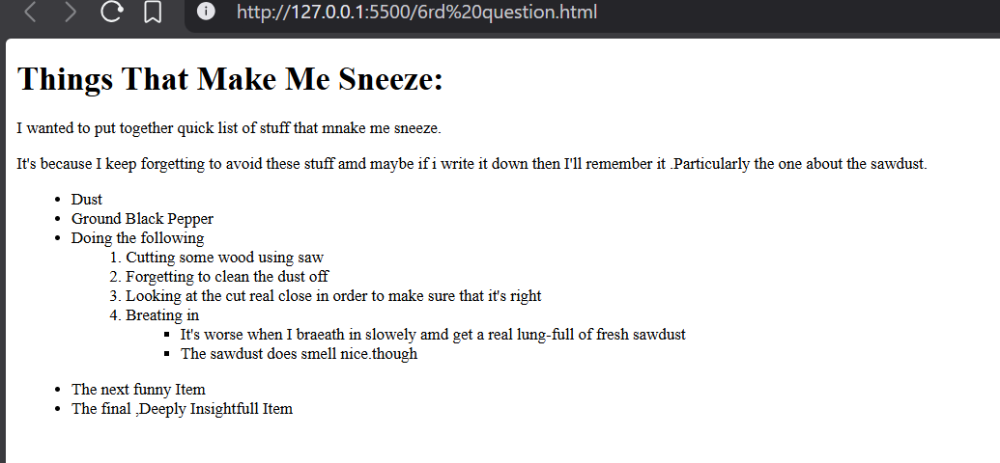 http://127.0.0.1:5500/6rd%20question.html
Things That Make Me Sneeze:
I wanted to put together quick list of stuff that mnake me sneeze.
It's because I keep forgetting to avoid these stuff amd maybe if i write it down then I'll remember it .Particularly the one about the sawdust.
• Dust
• Ground Black Pepper
• Doing the following
1. Cutting some wood using saw
2. Forgetting to clean the dust off
3. Looking at the cut real close in order to make sure that it's right
4. Breating in
▪ It's worse when I braeath in slowely amd get a real lung-full of fresh sawdust
▪ The sawdust does smell nice.though
• The next funny Item
• The final ,Deeply Insightfull Item